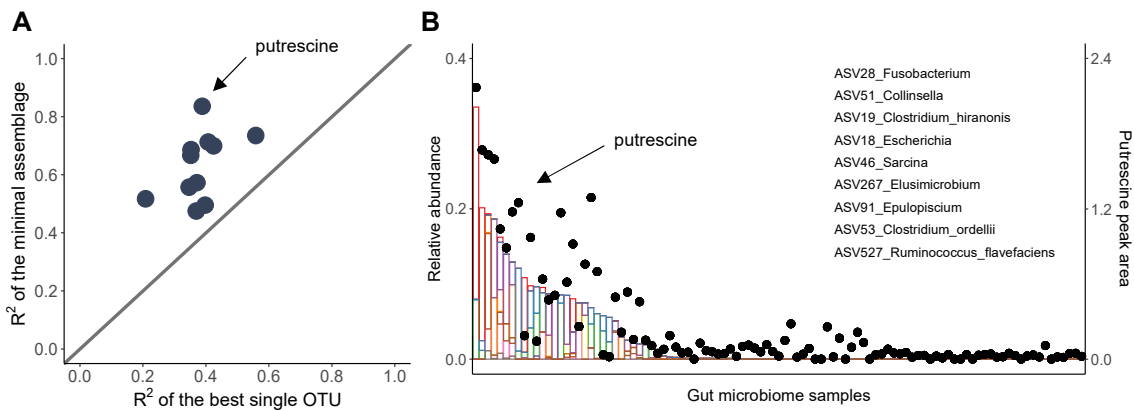 A
B
putrescine
1.0
0.8
0.6
0.4
0.2
0.0
R² of the minimal assemblage
0.0
0.2
0.4
0.6
0.8
1.0
R² of the best single OTU
0.4
0.2
0.0
Relative abundance
putrescine
ASV28_Fusobacterium
ASV51_Collinsella
ASV19_Clostridium_hiranonis
ASV18_Escherichia
ASV46_Sarcina
ASV267_Elusimicrobium
ASV91_Epulopiscium
ASV53_Clostridium_ordellii
ASV527_Ruminococcus_flavefaciens
2.4
1.2
0.0
Putrescine peak area
Gut microbiome samples